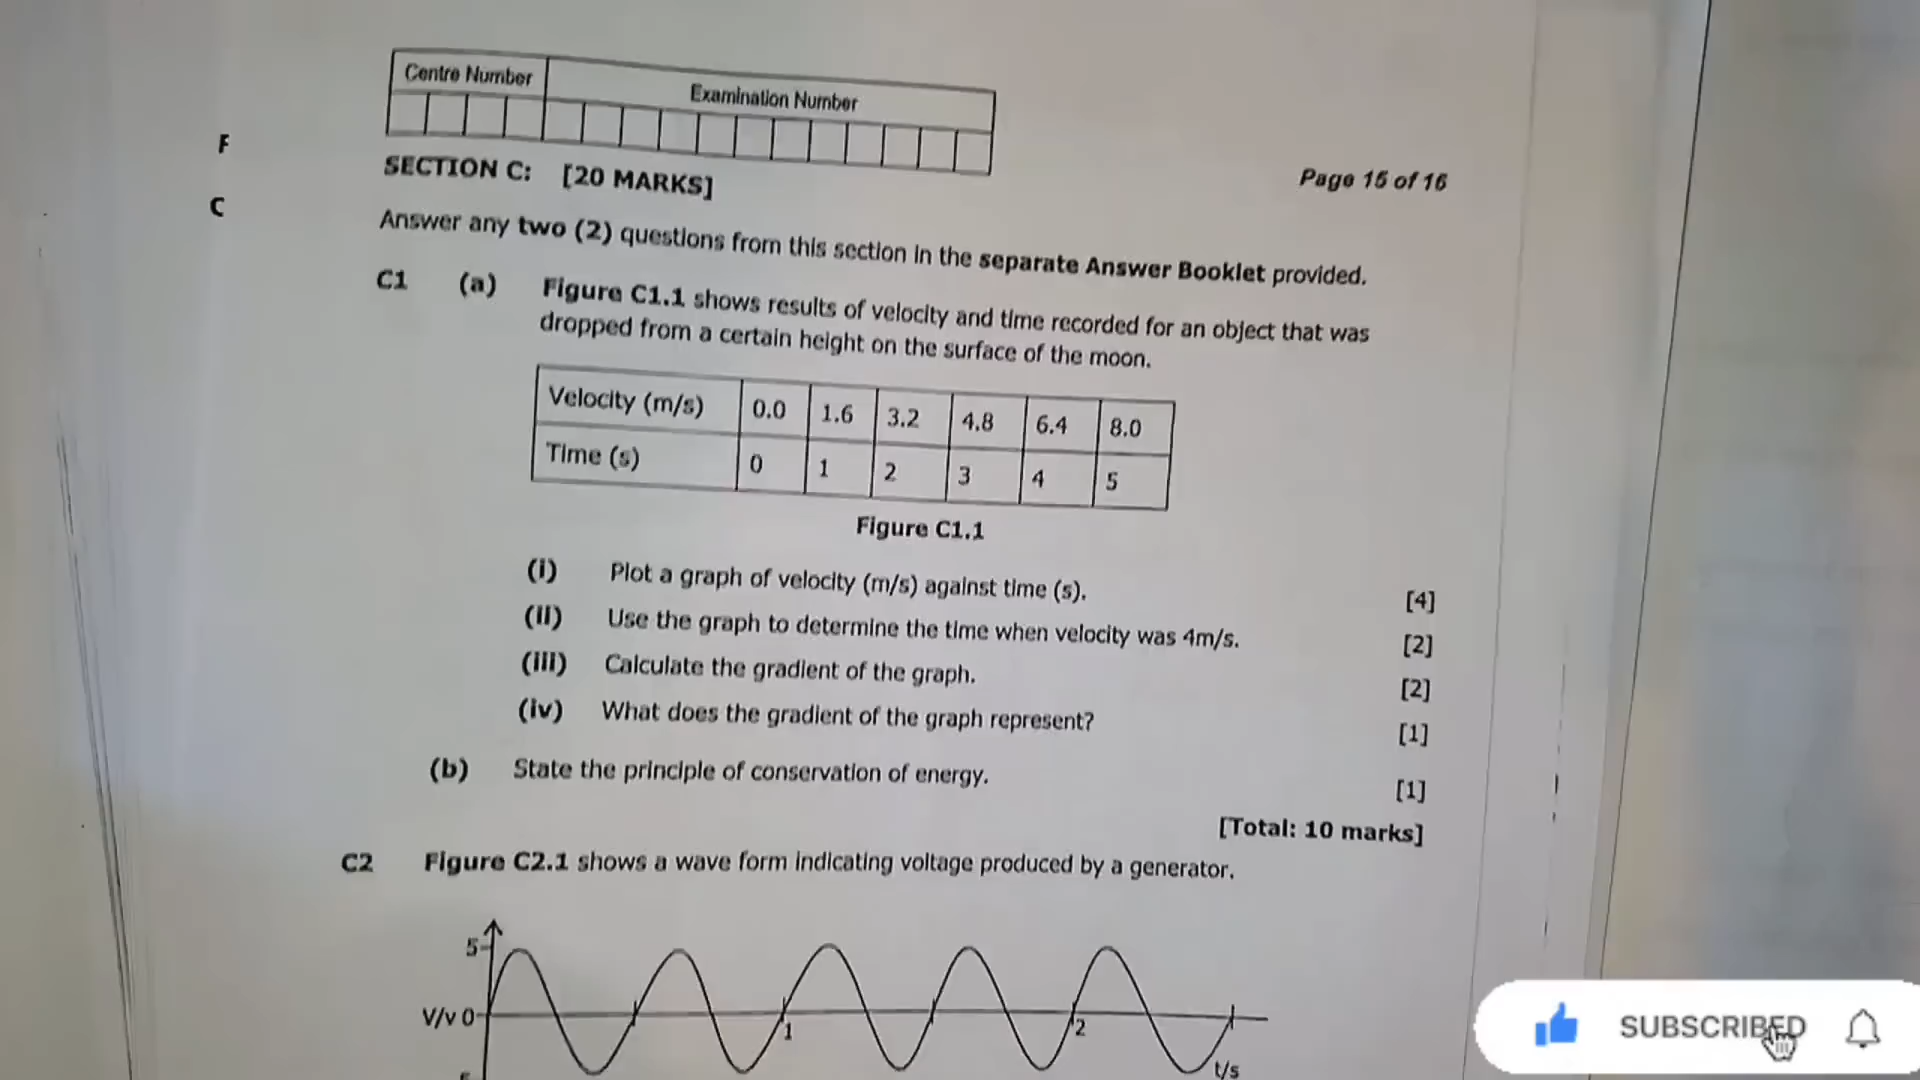 Centre Number
Examination Number
F
SECTION C: [20 MARKS]
Page 15 of 16
C
Answer any two (2) questions from this section in the separate Answer Booklet provided.
C1 (a) Figure C1.1 shows results of velocity and time recorded for an object that was
dropped from a certain height on the surface of the moon.
Velocity (m/s) 0.0 1.6 3.2 4.8 6.4 8.0
Time (s) 0 1 2 3 4 5
Figure C1.1
(i) Plot a graph of velocity (m/s) against time (s). [4]
(ii) Use the graph to determine the time when velocity was 4m/s. [2]
(iii) Calculate the gradient of the graph. [2]
(iv) What does the gradient of the graph represent? [1]
(b) State the principle of conservation of energy. [1]
[Total: 10 marks]
C2 Figure C2.1 shows a wave form indicating voltage produced by a generator.
5
V/v 0
1
2
t/s
SUBSCRIBED